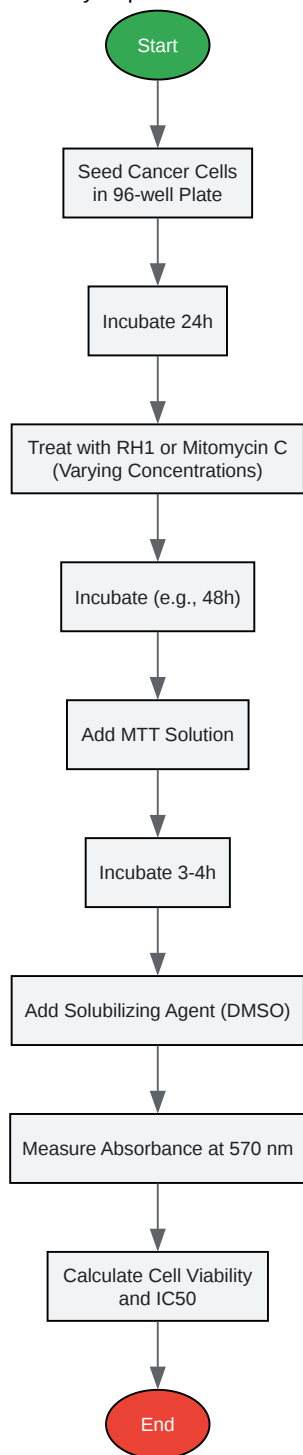 Start
Seed Cancer Cells
in 96-well Plate
Incubate 24h
Treat with RH1 or Mitomycin C
(Varying Concentrations)
Incubate (e.g., 48h)
Add MTT Solution
Incubate 3-4h
Add Solubilizing Agent (DMSO)
Measure Absorbance at 570 nm
Calculate Cell Viability
and IC50
End